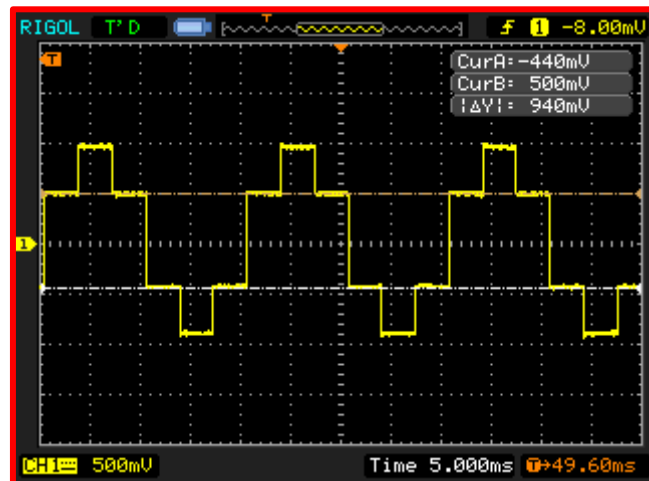 RIGOL T'D T 1 -8.00mV
T
CurA:-440mV
CurB: 500mV
|ΔY|: 940mV
1
CH1 500mV Time 5.000ms T→49.60ms